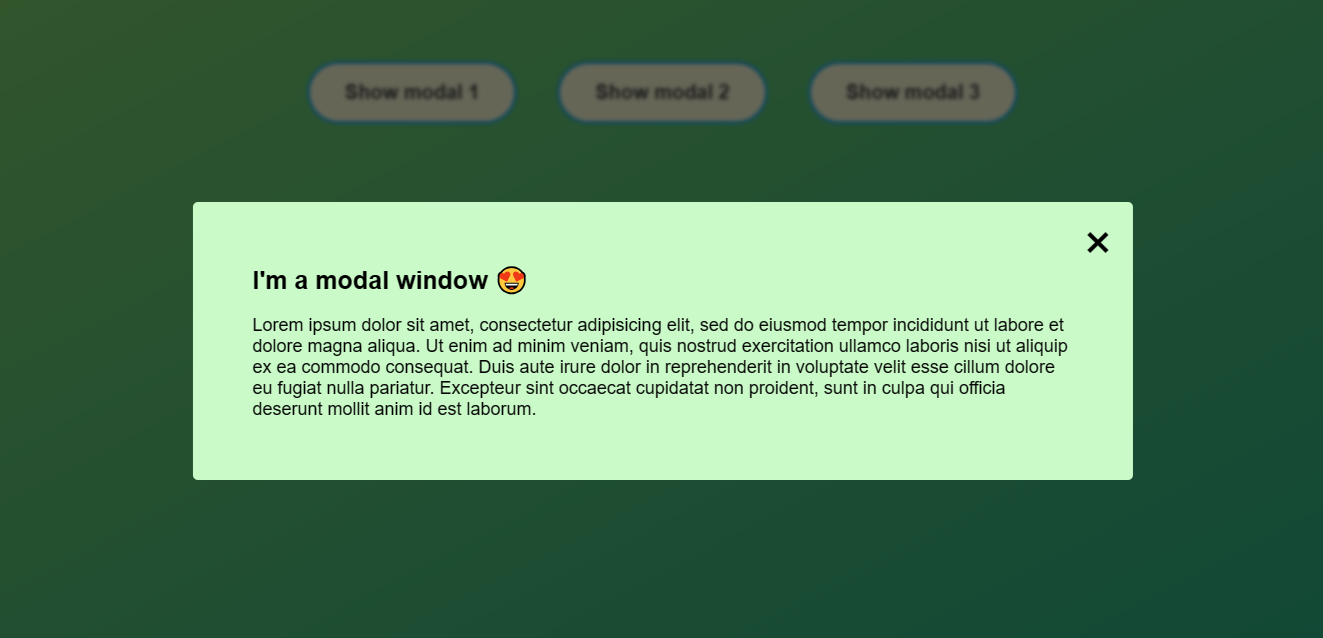 Show modal 1 Show modal 2 Show modal 3
I'm a modal window 😍
Lorem ipsum dolor sit amet, consectetur adipisicing elit, sed do eiusmod tempor incididunt ut labore et
dolore magna aliqua. Ut enim ad minim veniam, quis nostrud exercitation ullamco laboris nisi ut aliquip
ex ea commodo consequat. Duis aute irure dolor in reprehenderit in voluptate velit esse cillum dolore
eu fugiat nulla pariatur. Excepteur sint occaecat cupidatat non proident, sunt in culpa qui officia
deserunt mollit anim id est laborum.